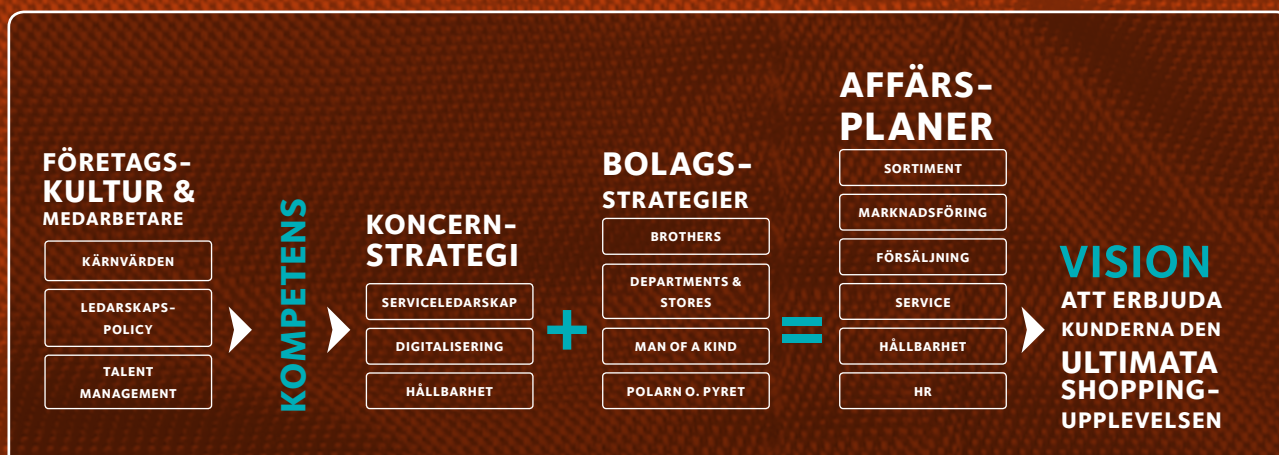 FÖRETAGS-
KULTUR &
MEDARBETARE
KÄRNVÄRDEN
LEDARSKAPS-
POLICY
TALENT
MANAGEMENT
KOMPETENS
KONCERN-
STRATEGI
SERVICELEDARSKAP
DIGITALISERING
HÅLLBARHET
+
BOLAGS-
STRATEGIER
BROTHERS
DEPARTMENTS &
STORES
MAN OF A KIND
POLARN O. PYRET
=
AFFÄRS-
PLANER
SORTIMENT
MARKNADSFÖRING
FÖRSÄLJNING
SERVICE
HÅLLBARHET
HR
VISION
ATT ERBJUDA
KUNDERNA DEN
ULTIMATA
SHOPPING-
UPPLEVELSEN